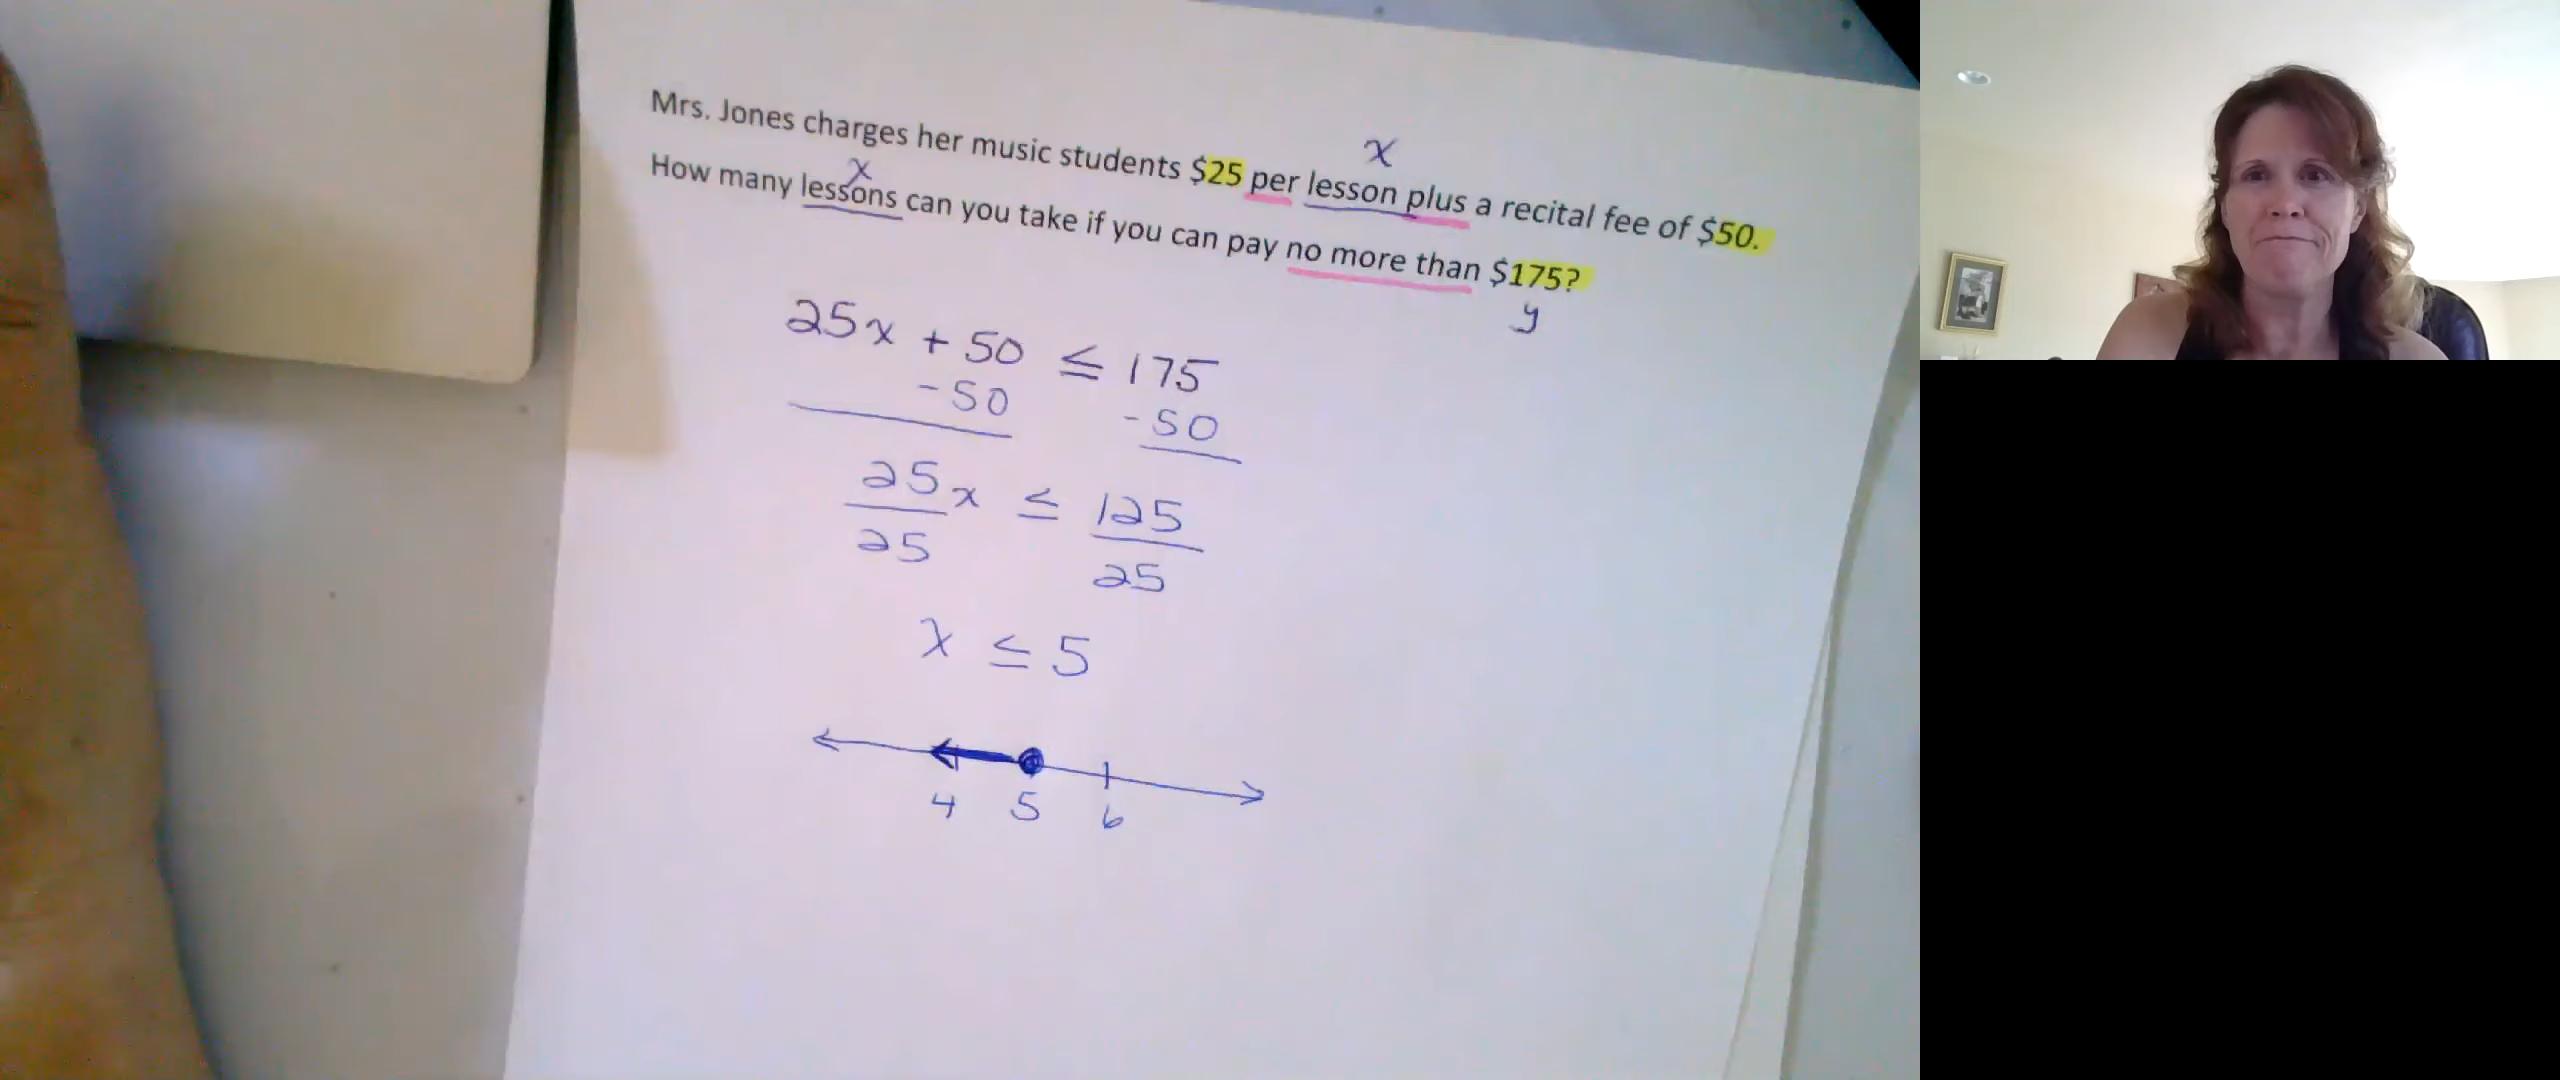 x
Mrs. Jones charges her music students $25 per lesson plus a recital fee of $50.
x
How many lessons can you take if you can pay no more than $175?
y
25x + 50 ≤ 175
-50 -50
25x ≤ 125
25 25
x ≤ 5
4 5 6